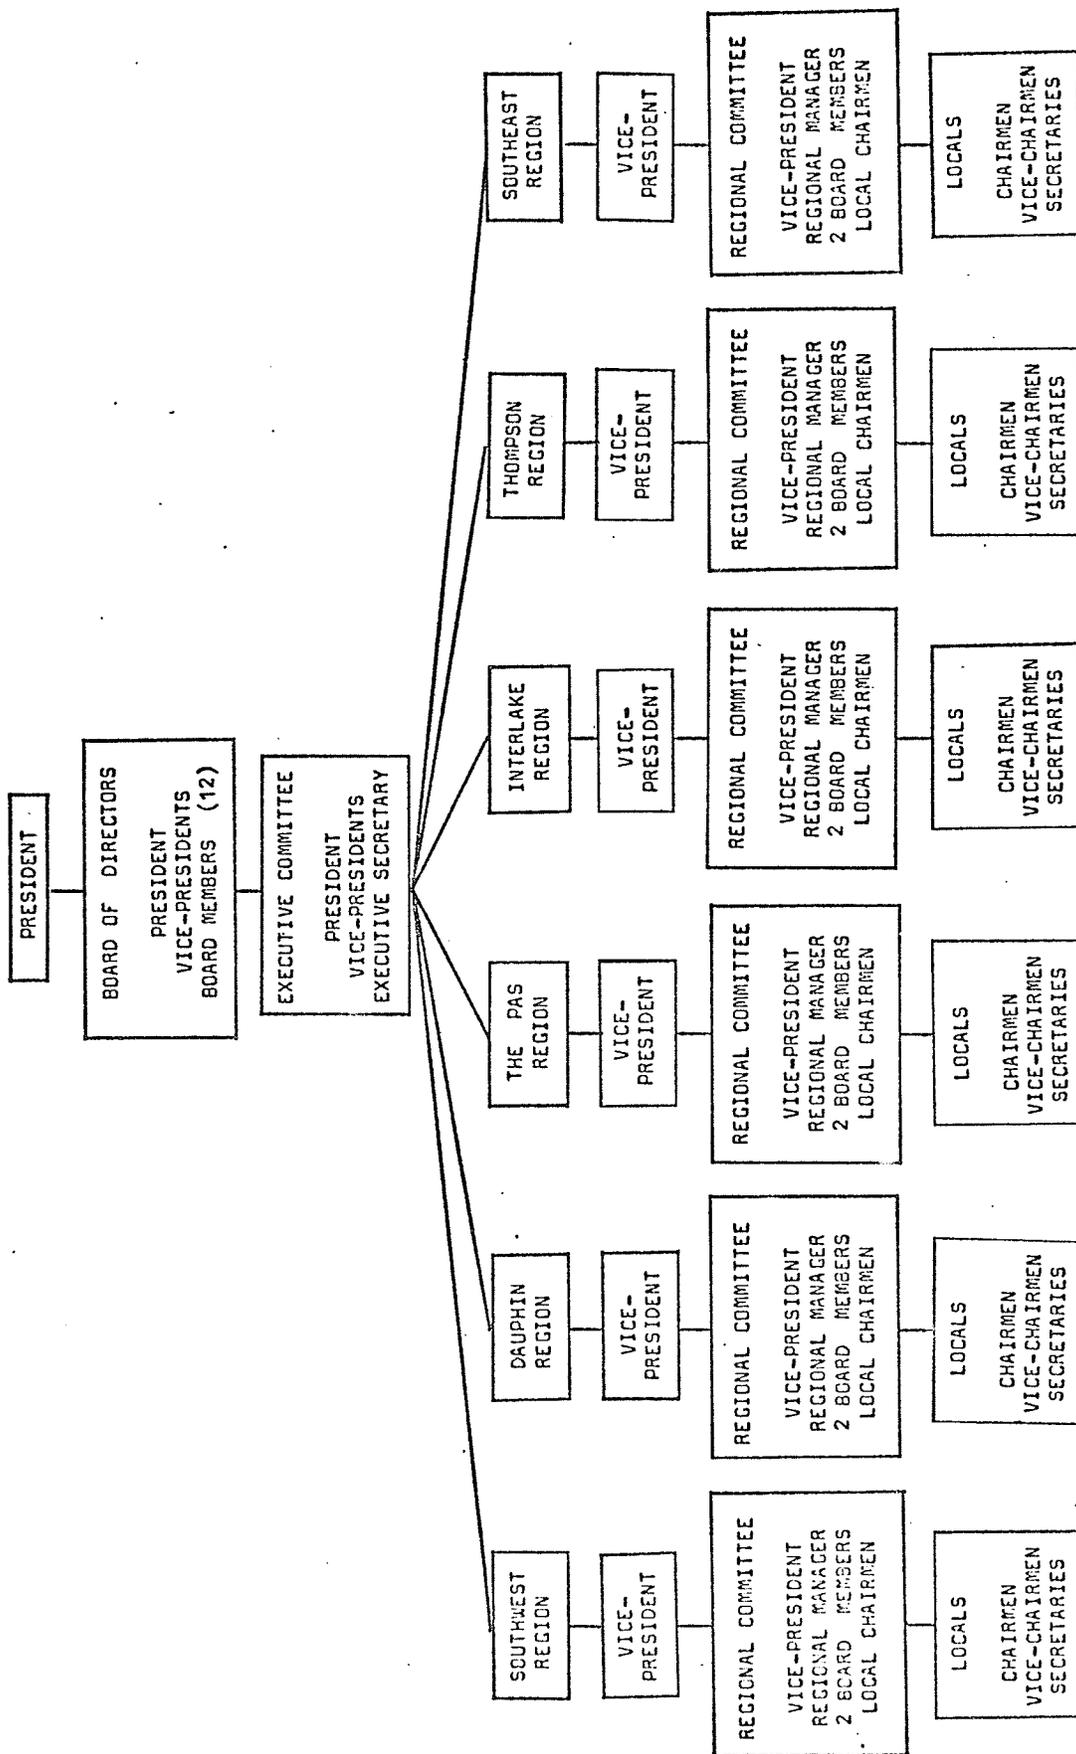 PRESIDENT
BOARD OF DIRECTORS
PRESIDENT
VICE-PRESIDENTS
BOARD MEMBERS (12)
EXECUTIVE COMMITTEE
PRESIDENT
VICE-PRESIDENTS
EXECUTIVE SECRETARY
SOUTHWEST
REGION
VICE-
PRESIDENT
REGIONAL COMMITTEE
VICE-PRESIDENT
REGIONAL MANAGER
2 BOARD MEMBERS
LOCAL CHAIRMEN
LOCALS
CHAIRMEN
VICE-CHAIRMEN
SECRETARIES
DAUPHIN
REGION
VICE-
PRESIDENT
REGIONAL COMMITTEE
VICE-PRESIDENT
REGIONAL MANAGER
2 BOARD MEMBERS
LOCAL CHAIRMEN
LOCALS
CHAIRMEN
VICE-CHAIRMEN
SECRETARIES
THE PAS
REGION
VICE-
PRESIDENT
REGIONAL COMMITTEE
VICE-PRESIDENT
REGIONAL MANAGER
2 BOARD MEMBERS
LOCAL CHAIRMEN
LOCALS
CHAIRMEN
VICE-CHAIRMEN
SECRETARIES
INTERLAKE
REGION
VICE-
PRESIDENT
REGIONAL COMMITTEE
VICE-PRESIDENT
REGIONAL MANAGER
2 BOARD MEMBERS
LOCAL CHAIRMEN
LOCALS
CHAIRMEN
VICE-CHAIRMEN
SECRETARIES
THOMPSON
REGION
VICE-
PRESIDENT
REGIONAL COMMITTEE
VICE-PRESIDENT
REGIONAL MANAGER
2 BOARD MEMBERS
LOCAL CHAIRMEN
LOCALS
CHAIRMEN
VICE-CHAIRMEN
SECRETARIES
SOUTHEAST
REGION
VICE-
PRESIDENT
REGIONAL COMMITTEE
VICE-PRESIDENT
REGIONAL MANAGER
2 BOARD MEMBERS
LOCAL CHAIRMEN
LOCALS
CHAIRMEN
VICE-CHAIRMEN
SECRETARIES